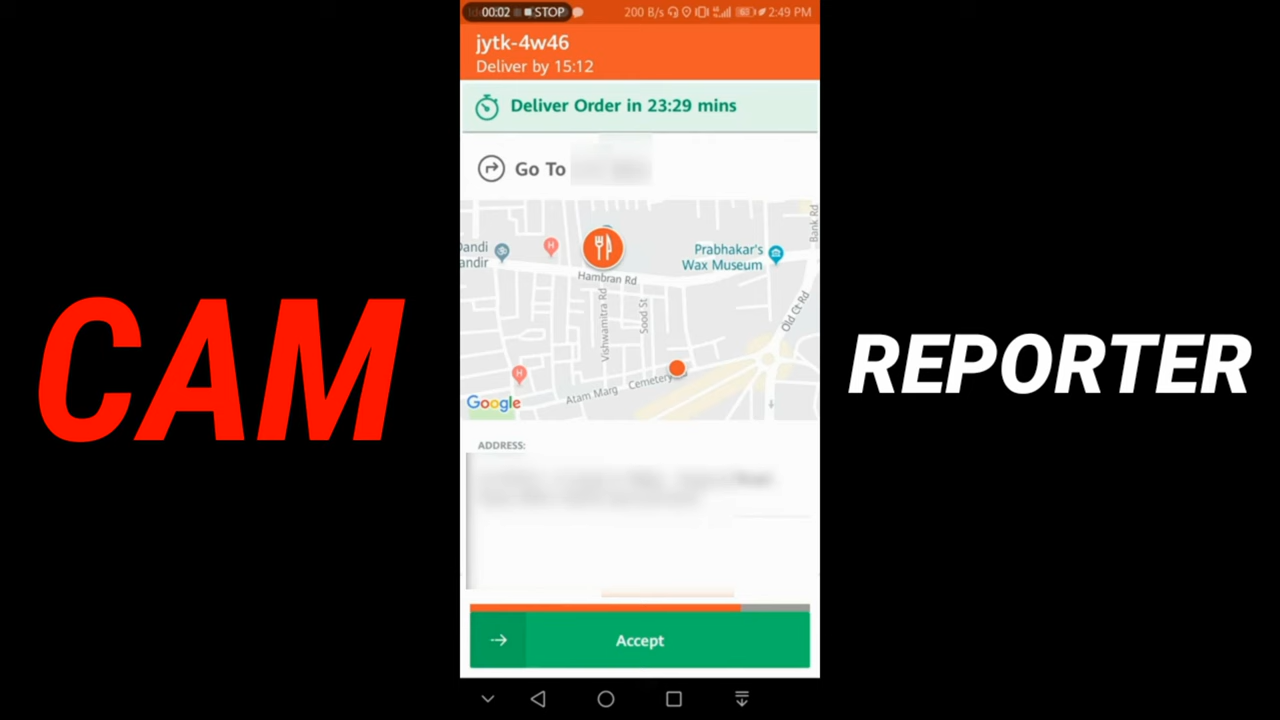 00:02 STOP 200 B/s 2:49 PM
jytk-4w46
Deliver by 15:12
Deliver Order in 23:29 mins
Go To
Bank Rd
Prabhakar's
Wax Museum
Hambran Rd
Vishwamitra Rd
Sood St
Old Ct Rd
H
H
Atam Marg
Cemetery
Google
CAM
REPORTER
ADDRESS:
Accept